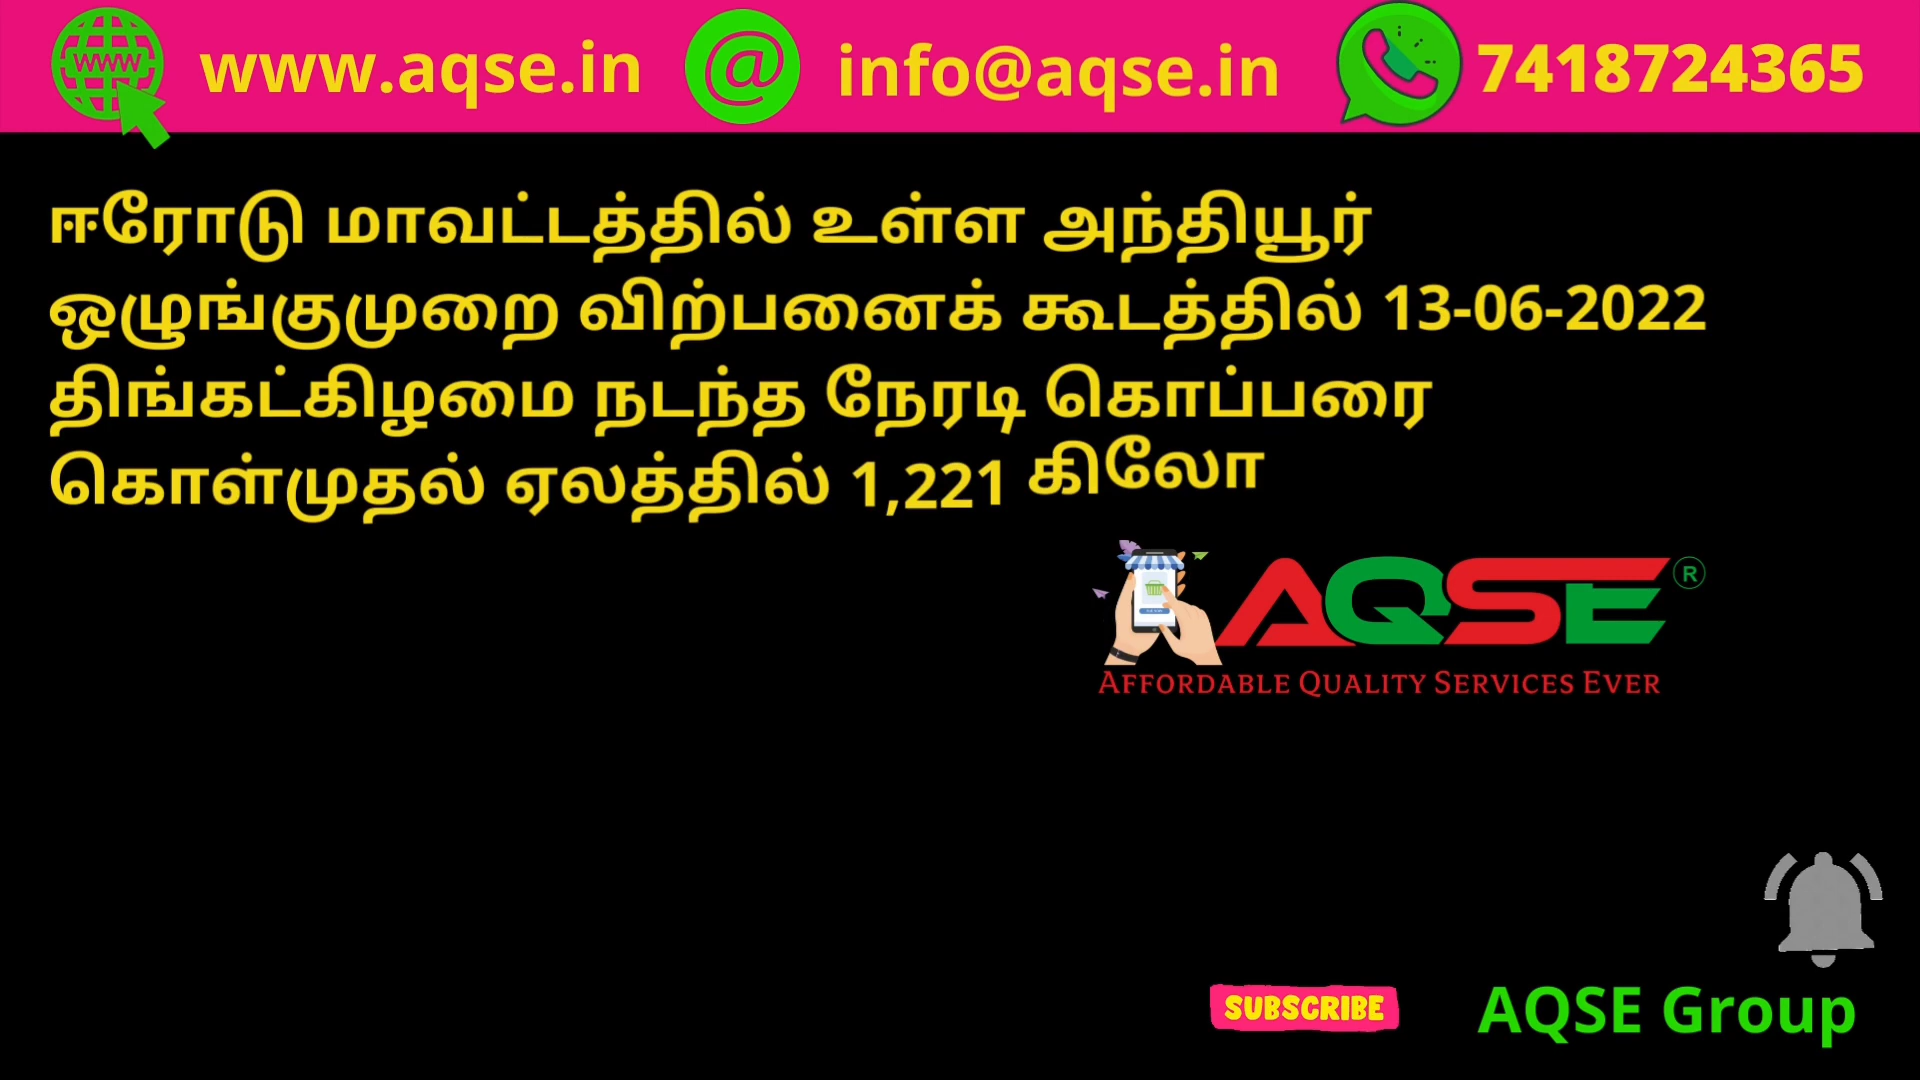 www
www.aqse.in
@
info@aqse.in
7418724365
ஈரோடு மாவட்டத்தில் உள்ள அந்தியூர்
ஒழுங்குமுறை விற்பனைக் கூடத்தில் 13-06-2022
திங்கட்கிழமை நடந்த நேரடி கொப்பரை
கொள்முதல் ஏலத்தில் 1,221 கிலோ
AQSE ®
Affordable Quality Services Ever
SUBSCRIBE
AQSE Group